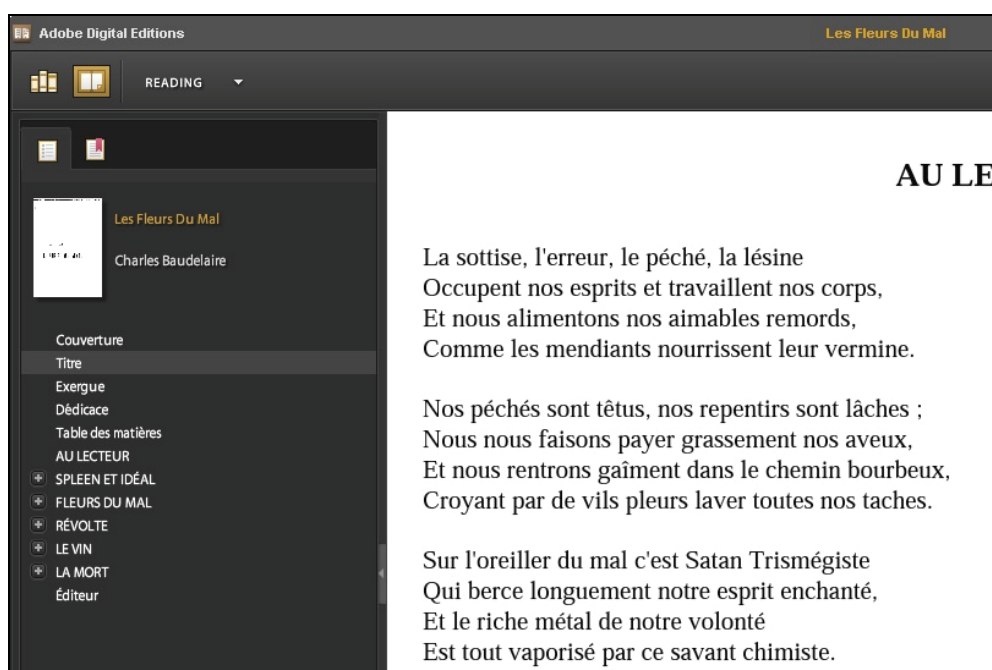 Adobe Digital Editions
Les Fleurs Du Mal
READING
Les Fleurs Du Mal
Charles Baudelaire
Couverture
Titre
Exergue
Dédicace
Table des matières
AU LECTEUR
SPLEEN ET IDÉAL
FLEURS DU MAL
RÉVOLTE
LE VIN
LA MORT
Éditeur
AU LE
La sottise, l'erreur, le péché, la lésine
Occupent nos esprits et travaillent nos corps,
Et nous alimentons nos aimables remords,
Comme les mendiants nourrissent leur vermine.
Nos péchés sont têtus, nos repentirs sont lâches ;
Nous nous faisons payer grassement nos aveux,
Et nous rentrons gaîment dans le chemin bourbeux,
Croyant par de vils pleurs laver toutes nos taches.
Sur l'oreiller du mal c'est Satan Trismégiste
Qui berce longuement notre esprit enchanté,
Et le riche métal de notre volonté
Est tout vaporisé par ce savant chimiste.